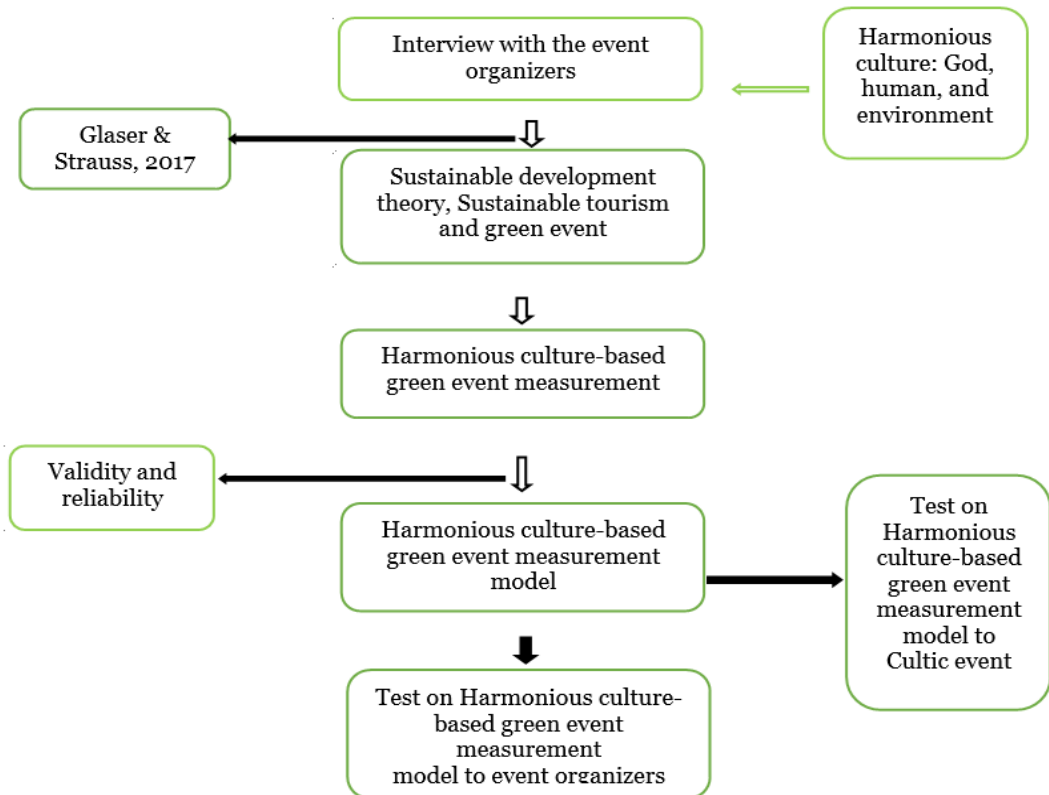 Interview with the event
organizers
Harmonious
culture: God,
human, and
environment
Glaser &
Strauss, 2017
Sustainable development
theory, Sustainable tourism
and green event
Harmonious culture-based
green event measurement
Validity and
reliability
Harmonious culture-based
green event measurement
model
Test on
Harmonious
culture-based
green event
measurement
model to
Cultic event
Test on Harmonious culture-
based green event
measurement
model to event organizers